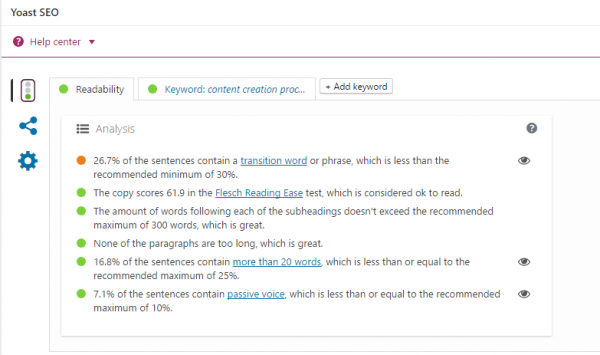 Yoast SEO
Help center
Readability
Keyword: content creation proc...
+ Add keyword
Analysis
26.7% of the sentences contain a transition word or phrase, which is less than the
recommended minimum of 30%.
The copy scores 61.9 in the Flesch Reading Ease test, which is considered ok to read.
The amount of words following each of the subheadings doesn't exceed the recommended
maximum of 300 words, which is great.
None of the paragraphs are too long, which is great.
16.8% of the sentences contain more than 20 words, which is less than or equal to the
recommended maximum of 25%.
7.1% of the sentences contain passive voice, which is less than or equal to the recommended
maximum of 10%.